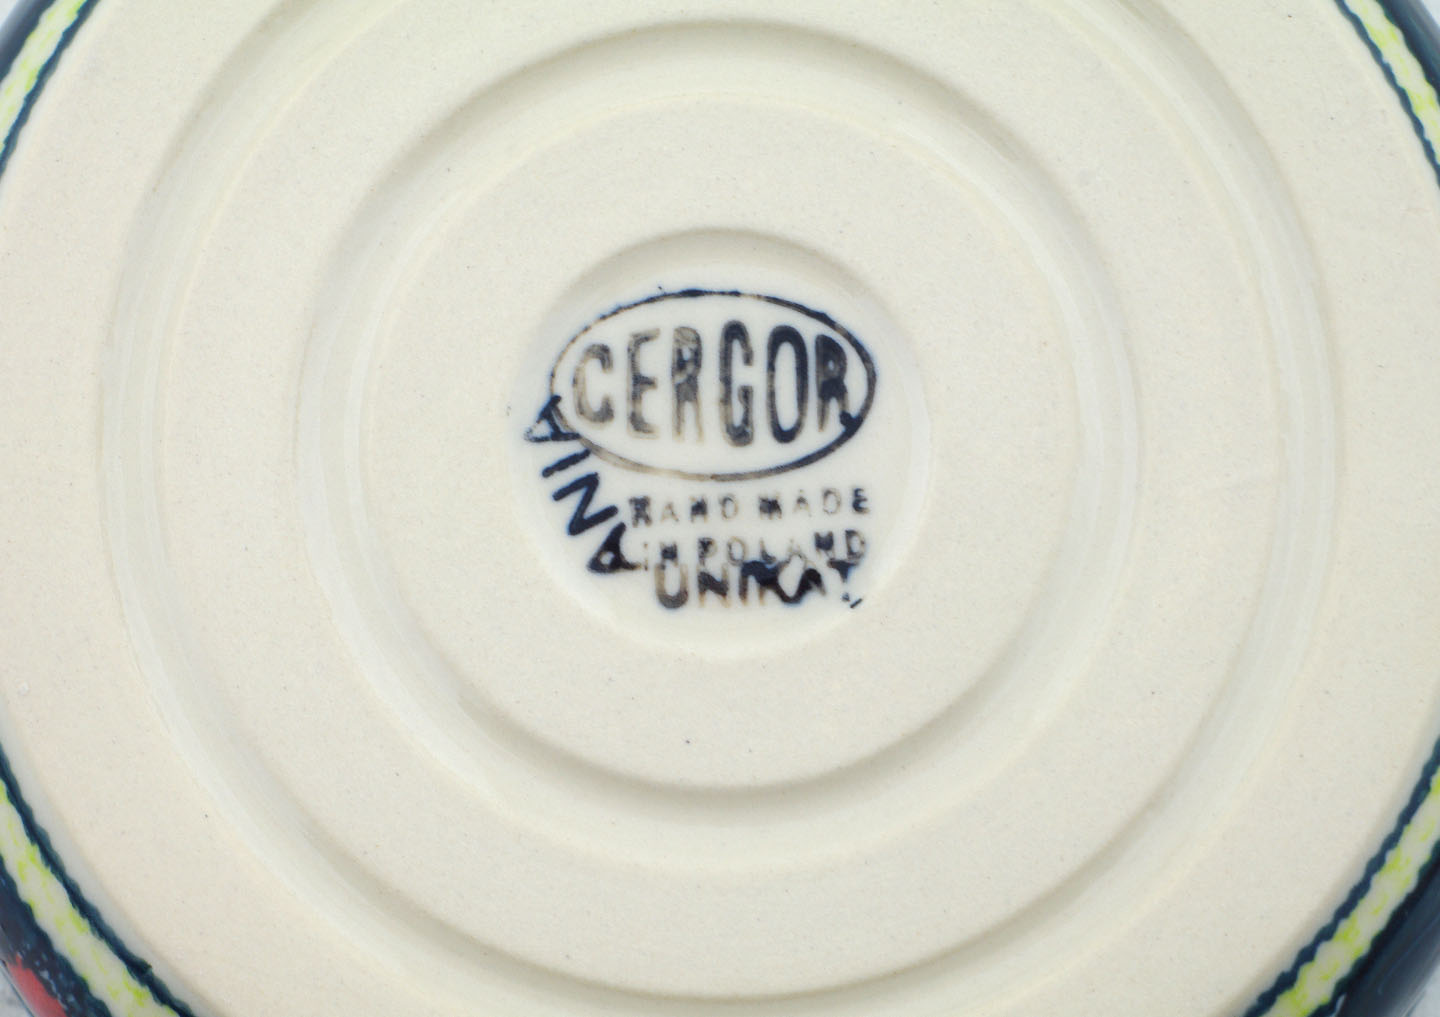 CERGOR
HAND MADE
IN POLAND
UNIKAT
ANIA